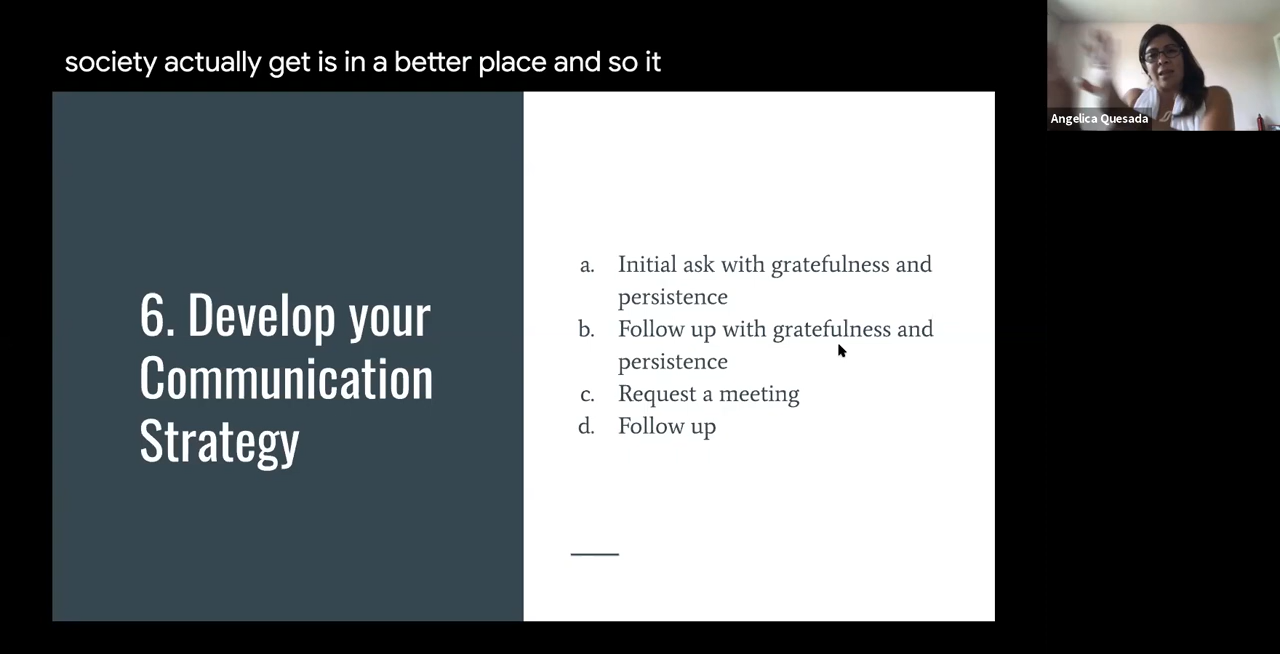 society actually get is in a better place and so it
Angelica Quesada
6. Develop your
Communication
Strategy
a. Initial ask with gratefulness and
persistence
b. Follow up with gratefulness and
persistence
c. Request a meeting
d. Follow up